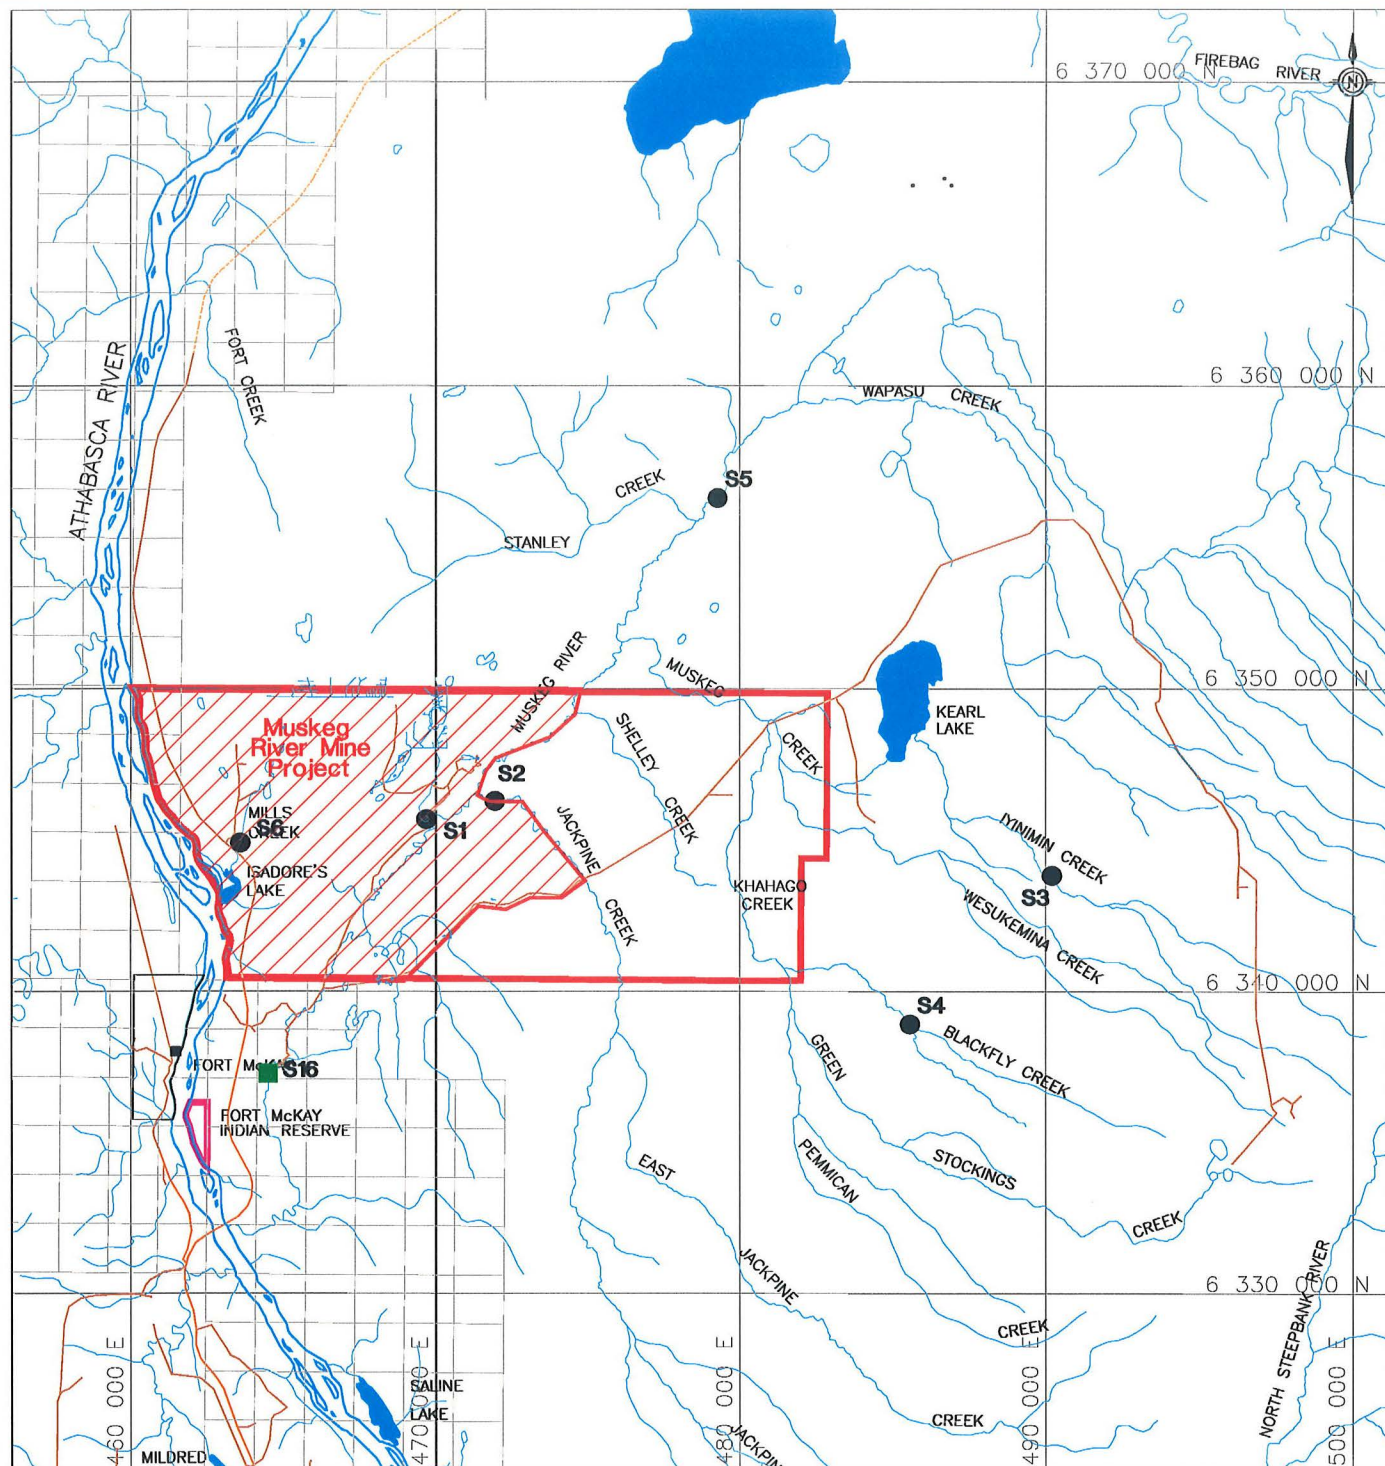 6 370 000 N
FIREBAG RIVER
N
ATHABASCA RIVER
FORT CREEK
6 360 000 N
WAPASU CREEK
S5
STANLEY CREEK
MUSKEG RIVER
MUSKEG CREEK
6 350 000 N
Muskeg
River Mine
Project
SHELLEY CREEK
KEARL
LAKE
S2
MILLS
CREEK
S6
S1
JACKPINE CREEK
IYINIMIN CREEK
ISADORE'S
LAKE
KHAHAGO
CREEK
S3
WESUKEMINA CREEK
6 340 000 N
S4
BLACKFLY CREEK
GREEN STOCKINGS CREEK
FORT McKAY
S16
FORT McKAY
INDIAN RESERVE
PEMMICAN
EAST JACKPINE CREEK
6 330 000 N
NORTH STEEPBANK RIVER
SALINE
LAKE
CREEK
MILDRED
460 000 E
470 000 E
480 000 E
490 000 E
500 000 E